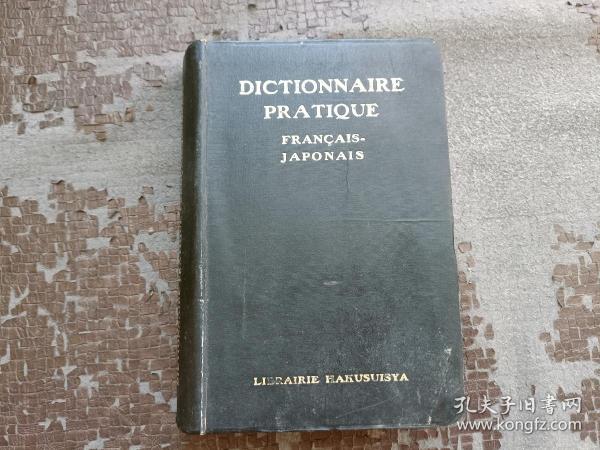 DICTIONNAIRE
PRATIQUE
FRANÇAIS-
JAPONAIS
LIBRAIRIE HAKUSUISYA
孔夫子旧书网
www.kongfz.com